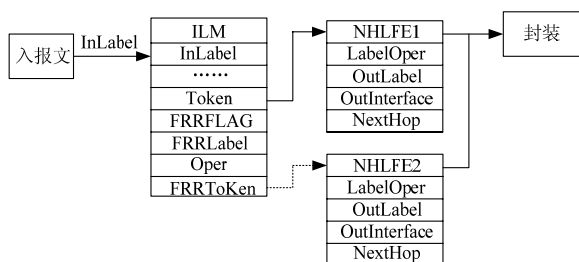 入报文
InLabel
ILM
InLabel
……
Token
FRRFLAG
FRRLabel
Oper
FRRToKen
NHLFE1
LabelOper
OutLabel
OutInterface
NextHop
NHLFE2
LabelOper
OutLabel
OutInterface
NextHop
封装